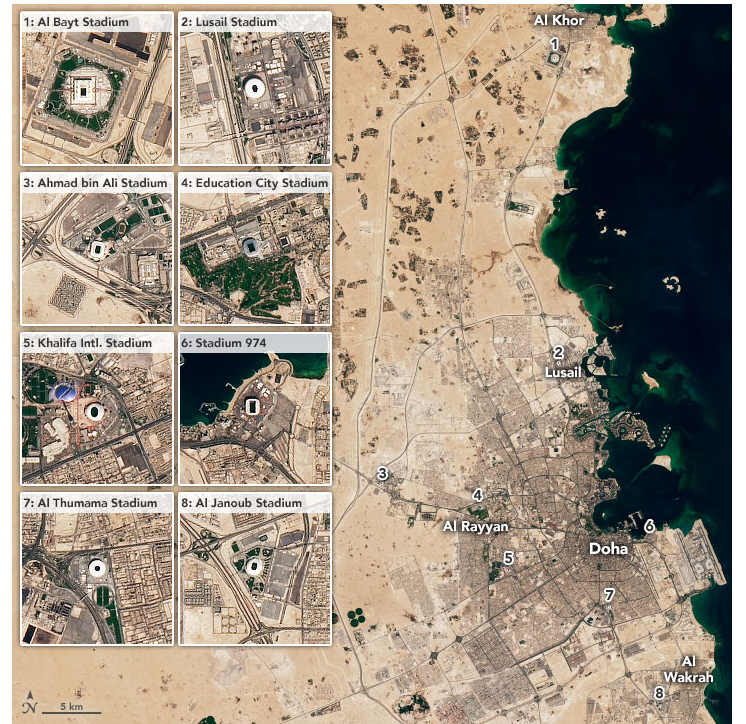 1: Al Bayt Stadium
2: Lusail Stadium
3: Ahmad bin Ali Stadium
4: Education City Stadium
5: Khalifa Intl. Stadium
6: Stadium 974
7: Al Thumama Stadium
8: Al Janoub Stadium
Al Khor
1
2
Lusail
3
4
Al Rayyan
6
Doha
5
7
Al
Wakrah
8
N
5 km